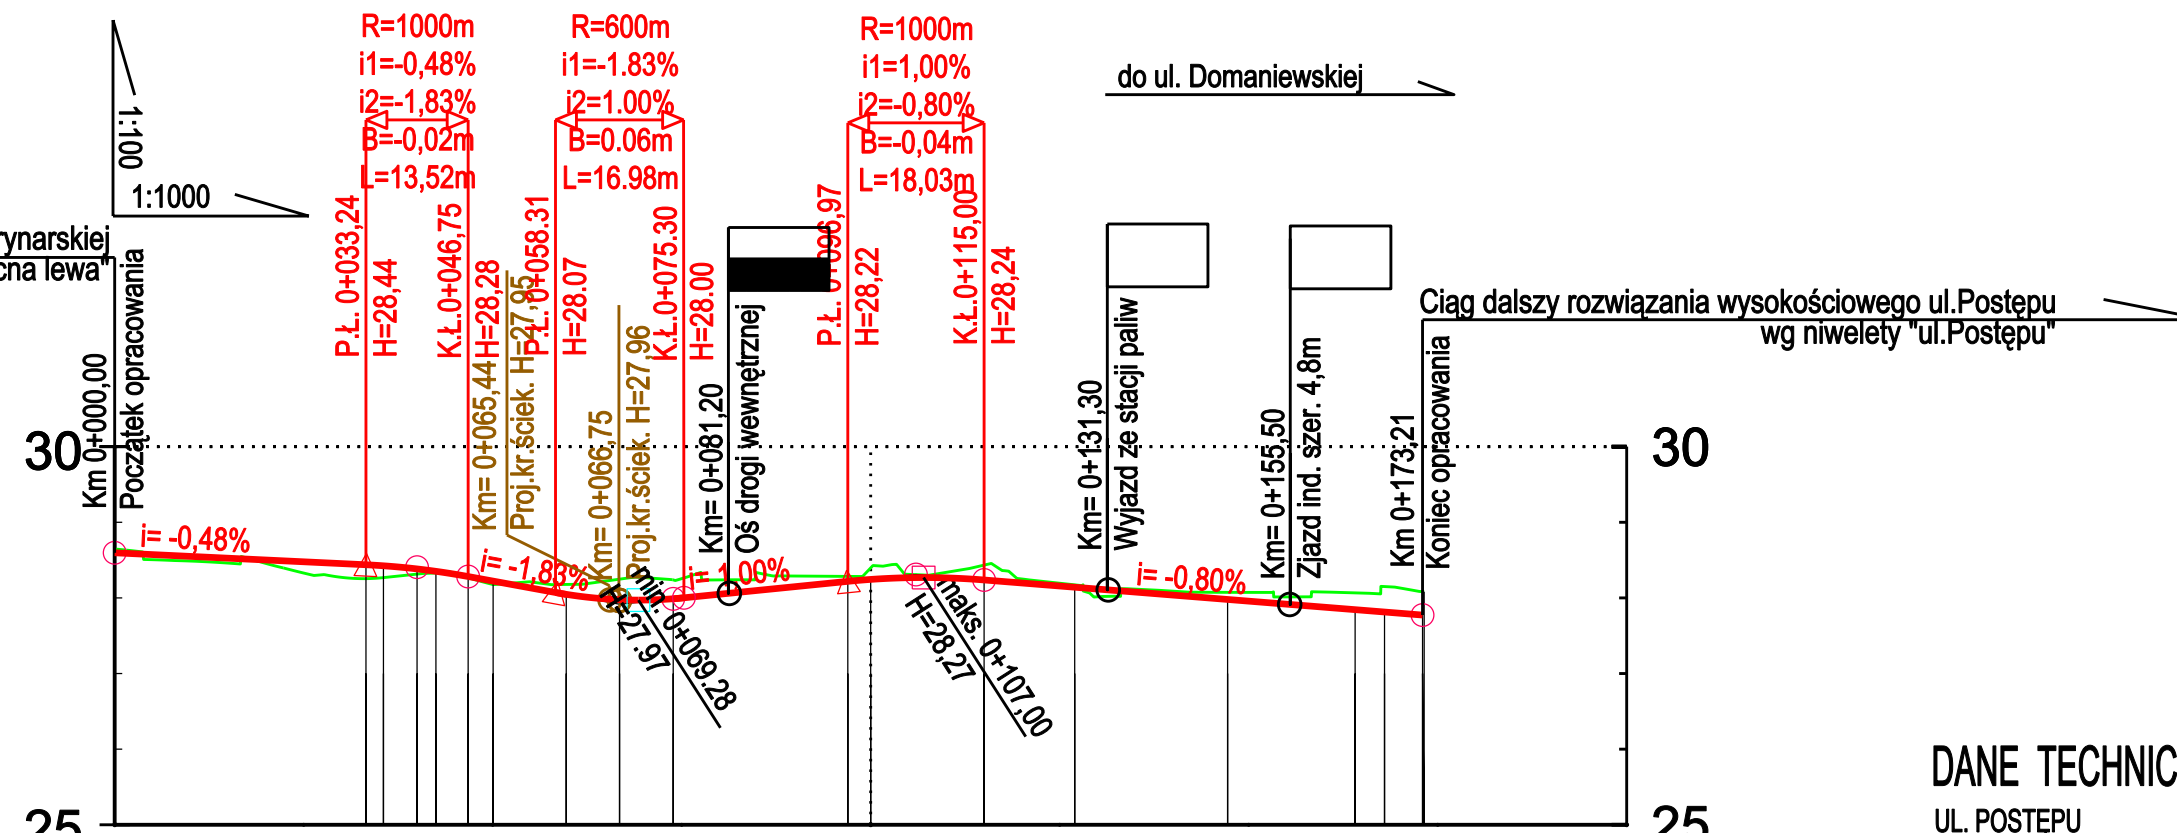 R=1000m
i1=-0,48%
i2=-1,83%
B=-0,02m
L=13,52m
R=600m
i1=-1.83%
i2=1.00%
B=0.06m
L=16.98m
R=1000m
i1=1,00%
i2=-0,80%
B=-0,04m
L=18,03m
do ul. Domaniewskiej
1:100
1:1000
rynarskiej
cna lewa"
Km 0+000,00
Początek opracowania
P.Ł. 0+033,24
H=28,44
K.Ł.0+046,75
H=28,28
Km= 0+065,44
Proj.kr.ściek. H=27,95
P.Ł. 0+058.31
H=28.07
Km= 0+066,75
Proj.kr.ściek. H=27,96
K.Ł.0+075.30
H=28.00
Km= 0+081,20
Oś drogi wewnętrznej
P.Ł. 0+096,97
H=28,22
K.Ł.0+115,00
H=28,24
Km= 0+131,30
Wyjazd ze stacji paliw
Km= 0+155,50
Zjazd ind. szer. 4,8m
Km 0+173,21
Koniec opracowania
Ciąg dalszy rozwiązania wysokościowego ul.Postępu
wg niwelety "ul.Postępu"
30
30
i= -0,48%
i= -1,83%
i= 1,00%
i= -0,80%
min. 0+069.28
H=27.97
maks. 0+107,00
H=28,27
25
25
DANE TECHNIC
UL. POSTEPU